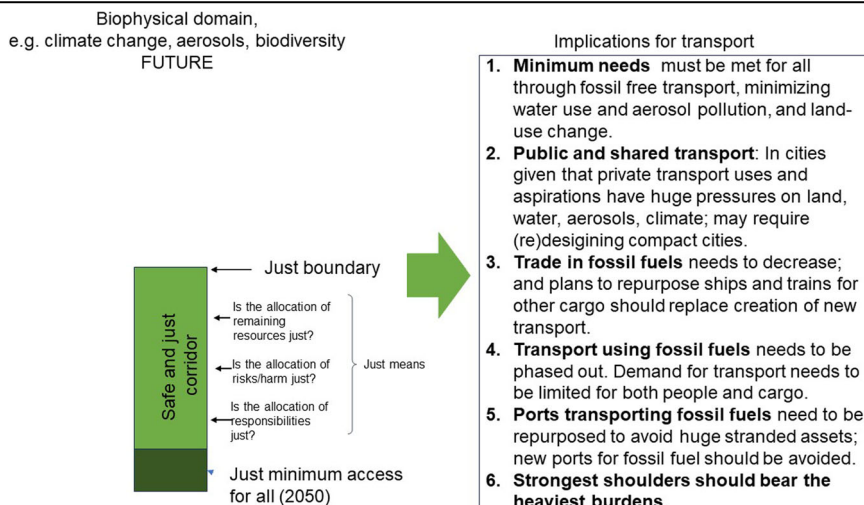 Biophysical domain,
e.g. climate change, aerosols, biodiversity
FUTURE
Just boundary
Is the allocation of
remaining
resources just?
Is the allocation of
risks/harm just?
Is the allocation of
responsibilities
just?
Just means
Safe and just
corridor
Just minimum access
for all (2050)
Implications for transport
1. Minimum needs must be met for all
through fossil free transport, minimizing
water use and aerosol pollution, and land-
use change.
2. Public and shared transport: In cities
given that private transport uses and
aspirations have huge pressures on land,
water, aerosols, climate; may require
(re)desigining compact cities.
3. Trade in fossil fuels needs to decrease;
and plans to repurpose ships and trains for
other cargo should replace creation of new
transport.
4. Transport using fossil fuels needs to be
phased out. Demand for transport needs to
be limited for both people and cargo.
5. Ports transporting fossil fuels need to be
repurposed to avoid huge stranded assets;
new ports for fossil fuel should be avoided.
6. Strongest shoulders should bear the
heaviest burdens